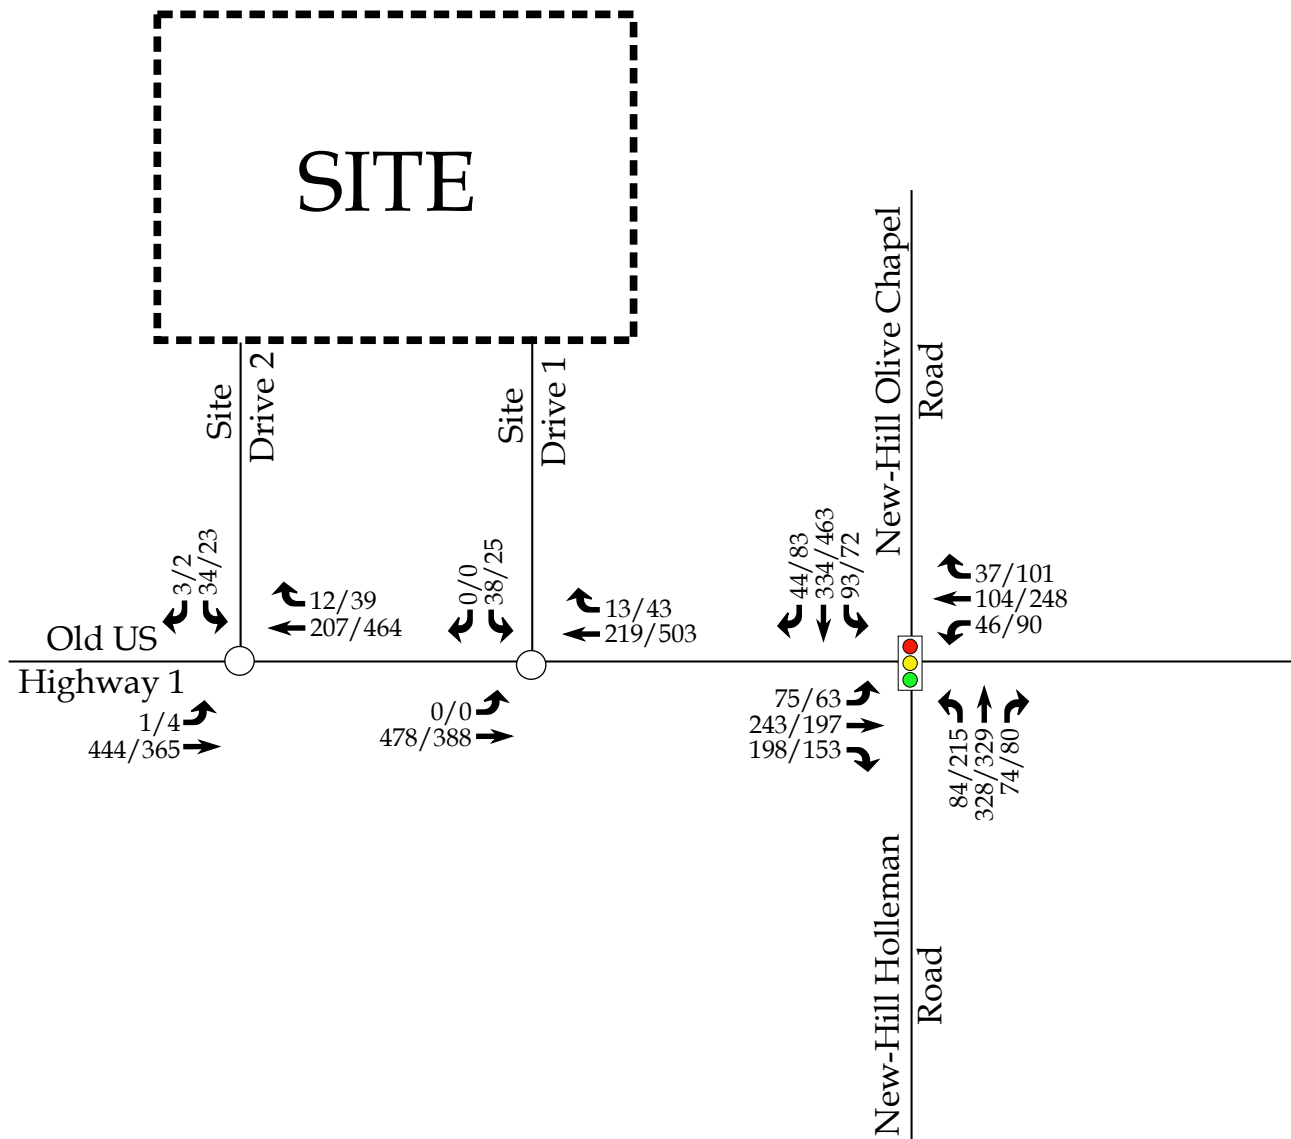 SITE
Site
Drive 2
Site
Drive 1
New-Hill Olive Chapel
Road
3/2
34/23
12/39
207/464
0/0
38/25
13/43
219/503
44/83
334/463
93/72
37/101
104/248
46/90
Old US
Highway 1
1/4
444/365
0/0
478/388
75/63
243/197
198/153
84/215
328/329
74/80
New-Hill Holleman
Road